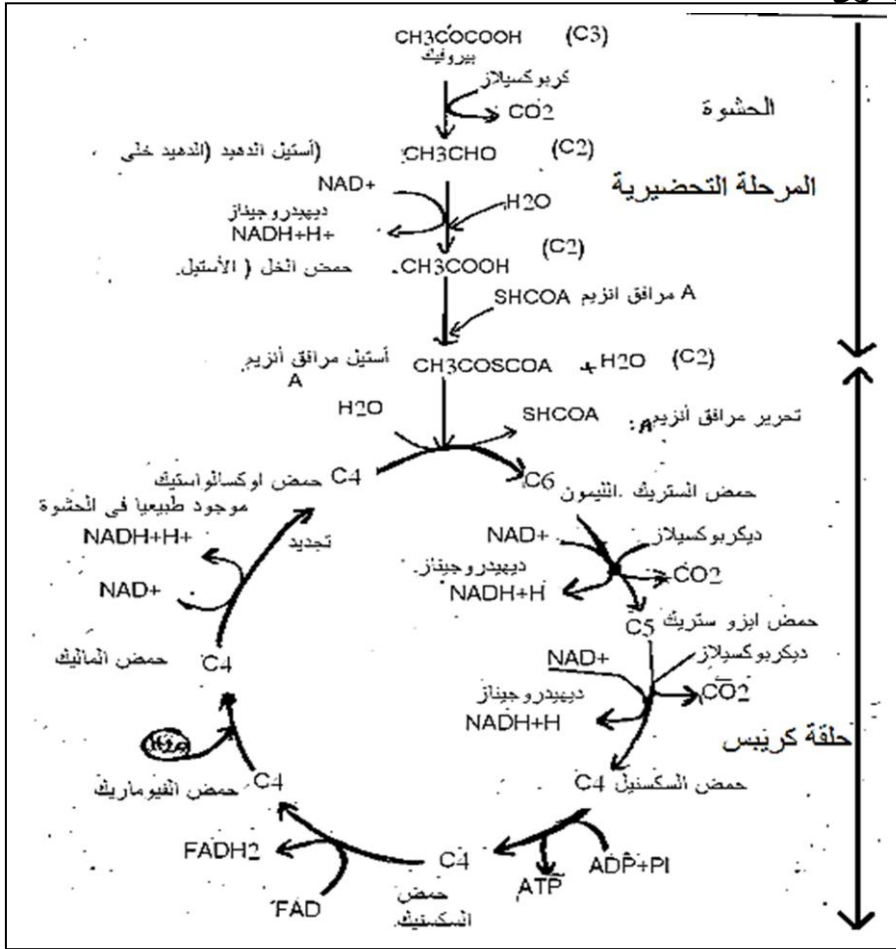 CH3COCOOH (C3)
بيروفيك
كربوكسيلاز
CO2
الحشوة
(أستيل الدهيد (الدهيد خلى
CH3CHO (C2)
المرحلة التحضيرية
NAD+
H2O
ديهيدروجيناز
NADH+H+
حمض الخل ( الأستيل.
CH3COOH (C2)
SHCOA مرافق انزيم A
أستيل مرافق أنزيم
A
CH3COSCOA +H2O (C2)
H2O
SHCOA
تحرير مرافق أنزيم A:
حمض اوكسالواستيك C4
C6
حمض الستريك .الليمون
موجود طبيعيا فى الحشوة
NADH+H+
تجديد
NAD+
ديكربوكسيلاز
ديهيدروجيناز.
NADH+H
CO2
NAD+
C5 حمض ايزو ستريك
حمض الماليك C4
NAD+
ديكربوكسيلاز
ديهيدروجيناز
NADH+H
CO2
حلقة كريبس
H2O
C4
حمض الفيوماريك
C4 حمض السكسنيل
FADH2
FAD
C4
حمض
السكسنيك
ATP
ADP+PI